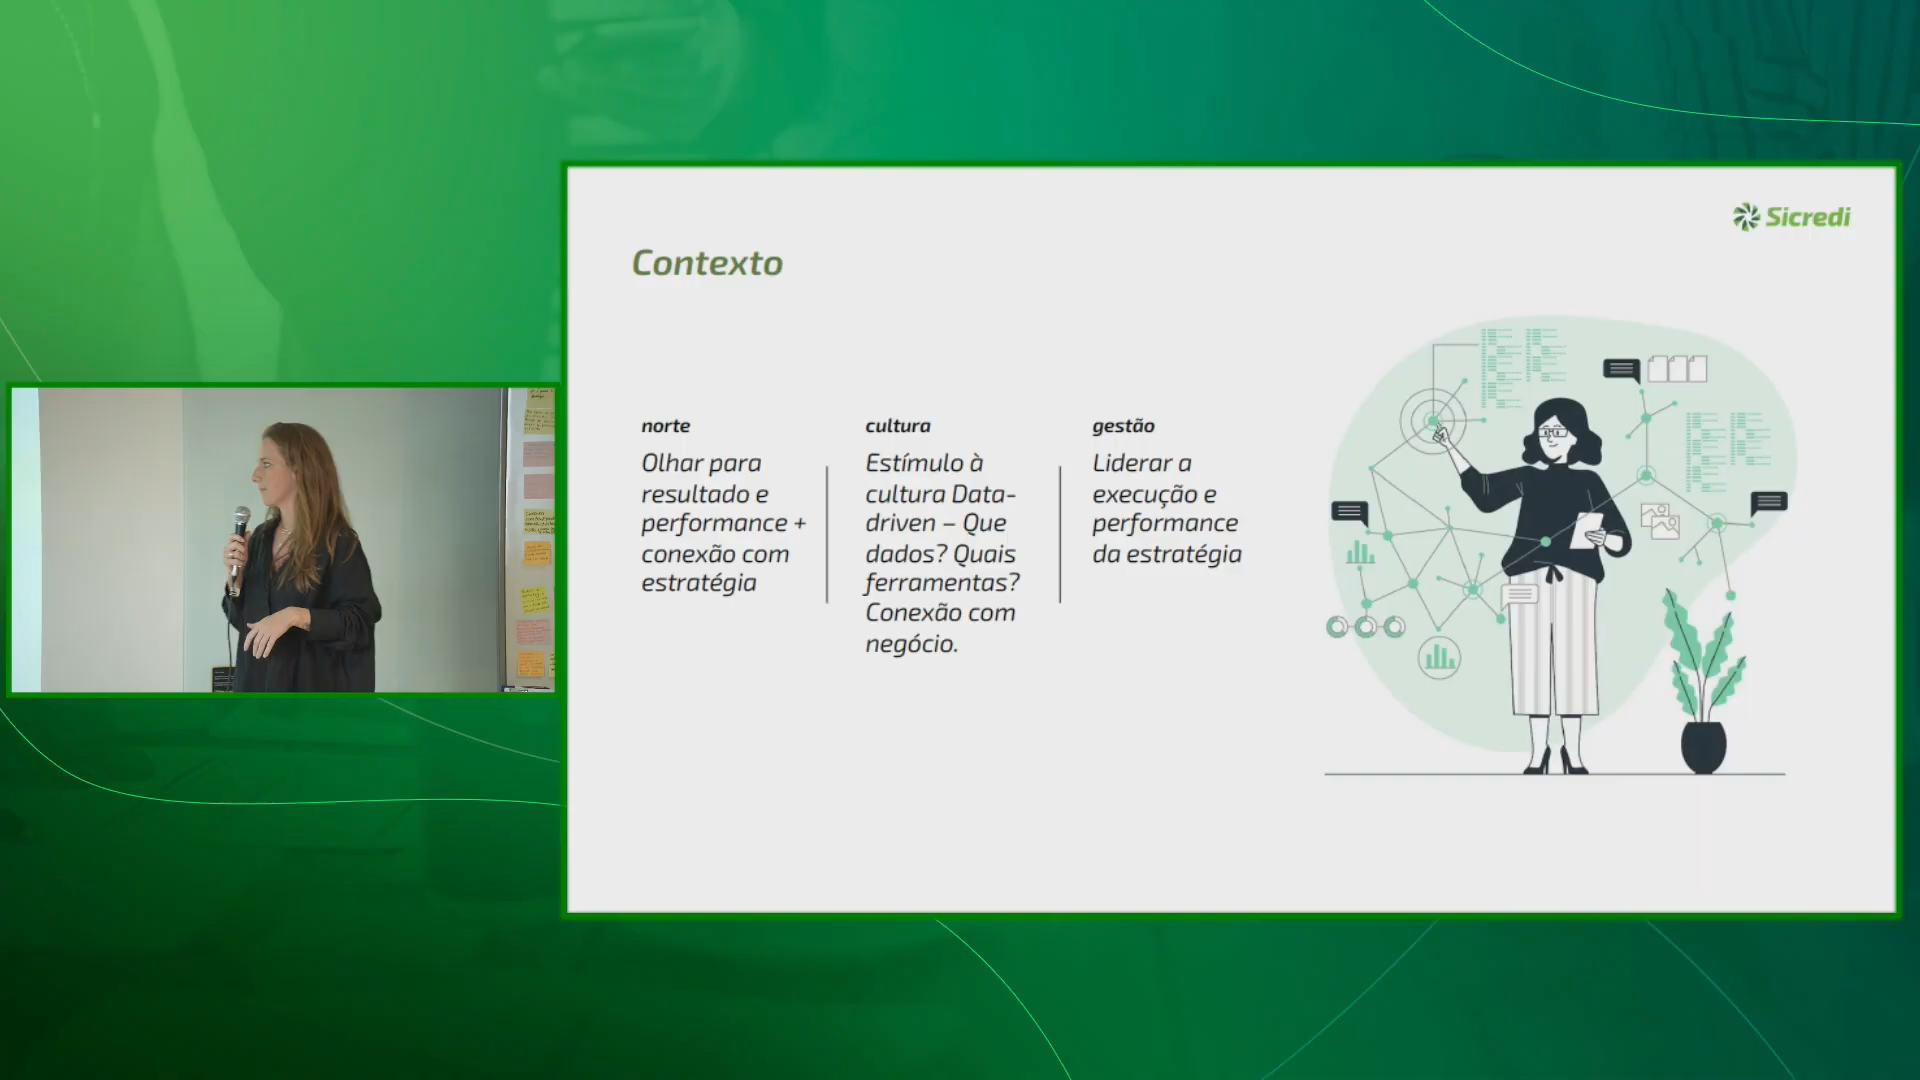 Sicredi
Contexto
norte
Olhar para
resultado e
performance +
conexão com
estratégia
cultura
Estímulo à
cultura Data-
driven – Que
dados? Quais
ferramentas?
Conexão com
negócio.
gestão
Liderar a
execução e
performance
da estratégia